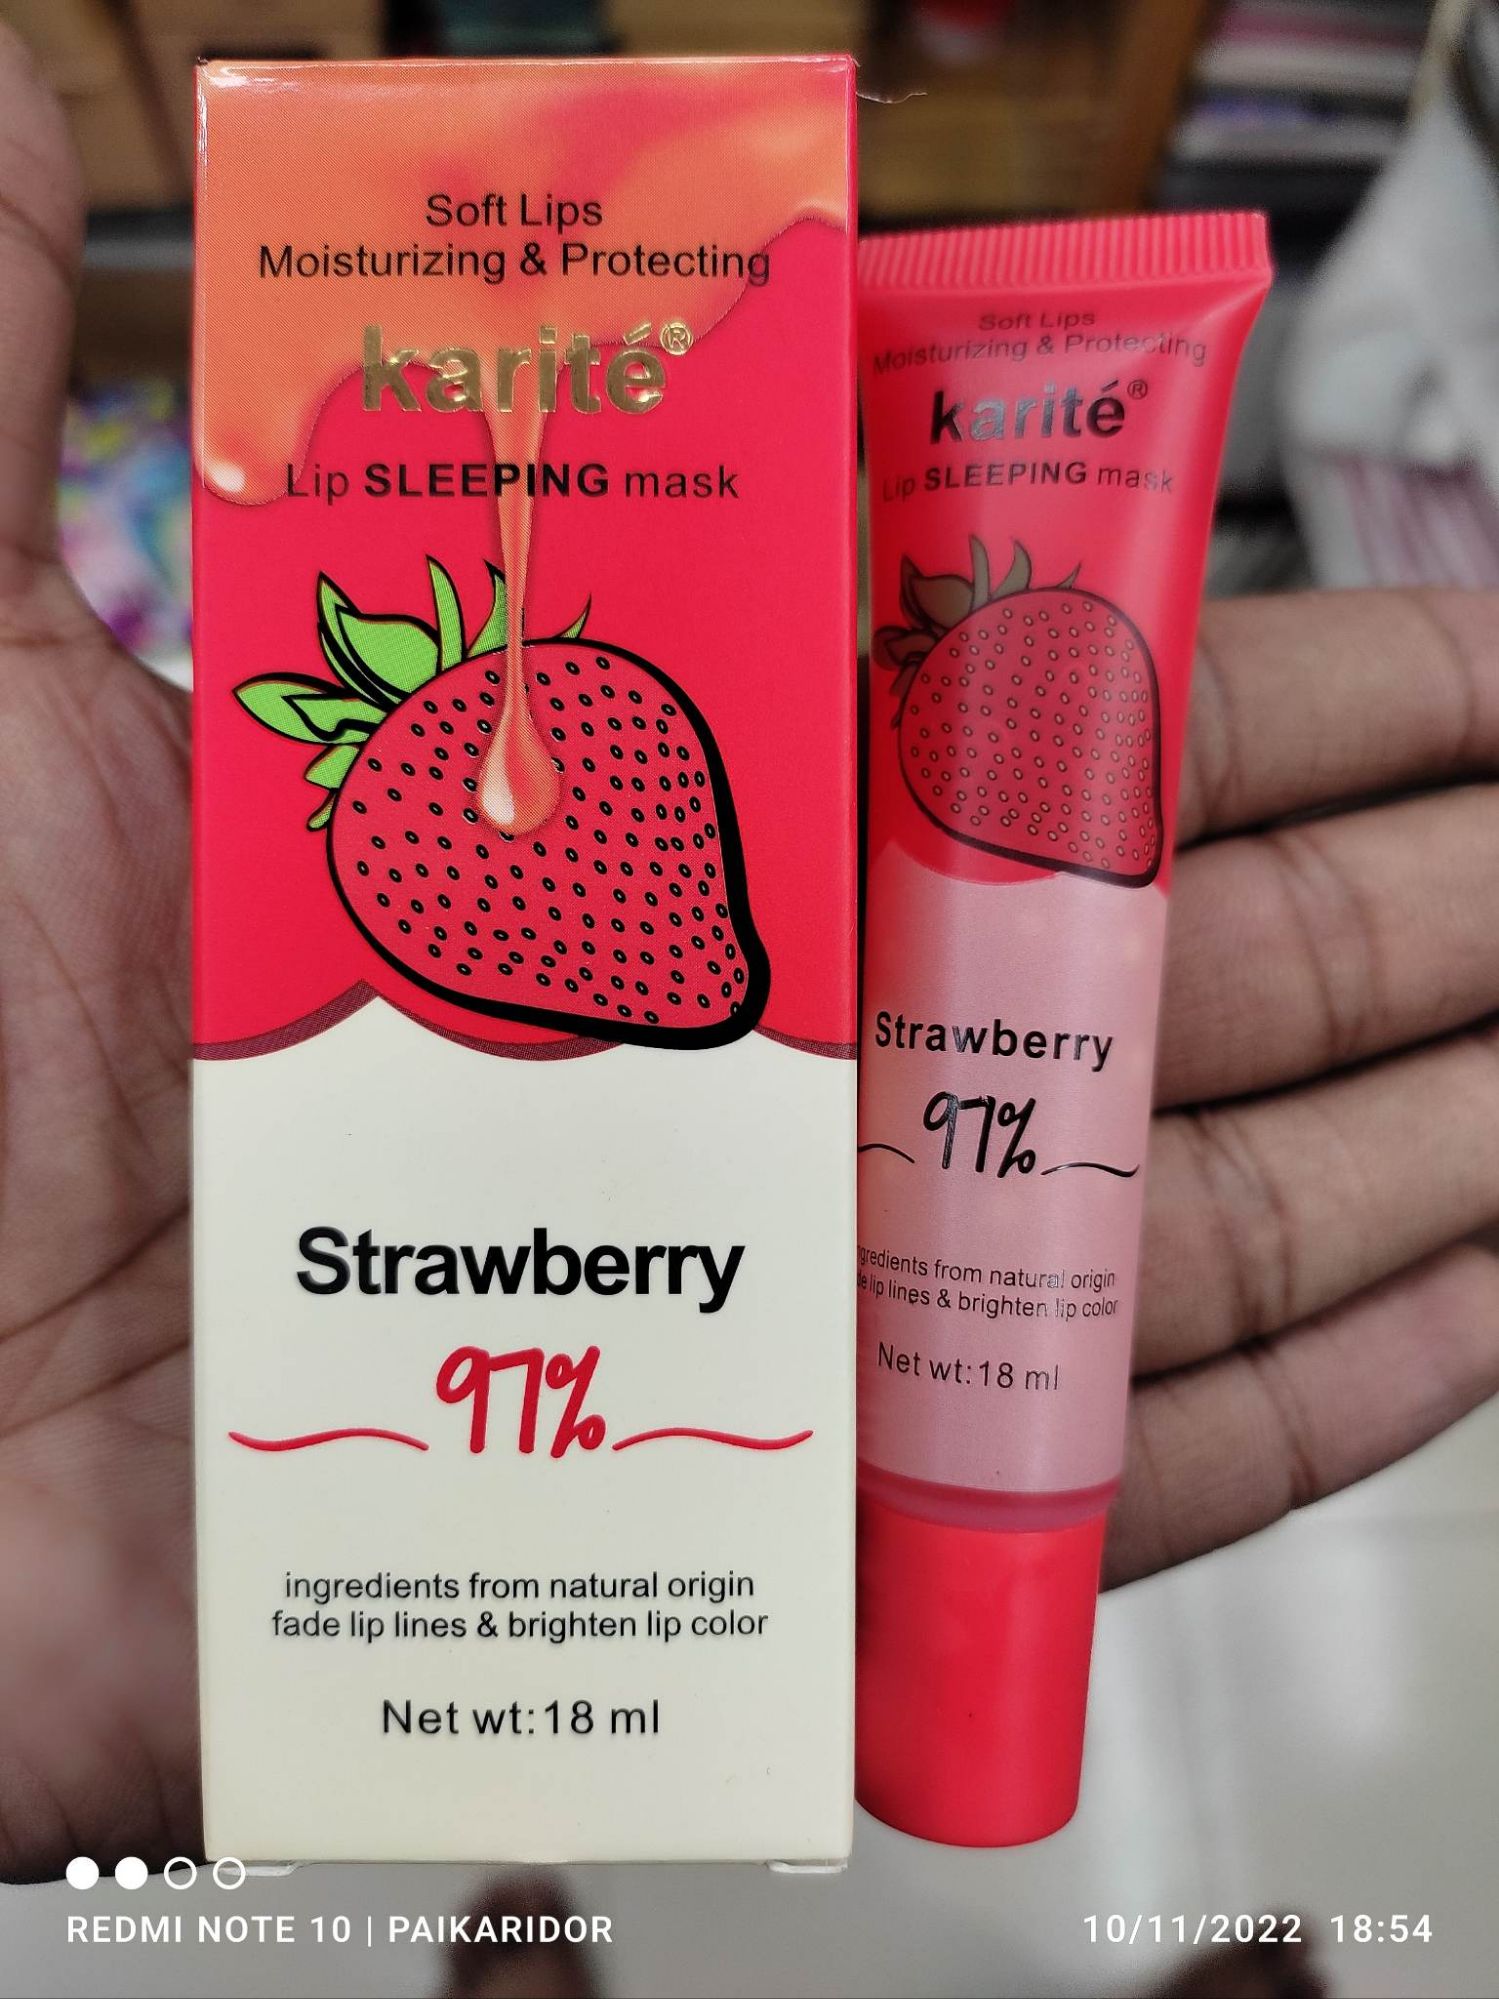 Soft Lips
Moisturizing & Protecting
karité®
Lip SLEEPING mask
Strawberry
97%
ingredients from natural origin
fade lip lines & brighten lip color
Net wt:18 ml
Soft Lips
Moisturizing & Protecting
karité®
Lip SLEEPING mask
Strawberry
97%
from natural origin
lip lines & brighten lip color
Net wt:18 ml
REDMI NOTE 10 | PAIKARIDOR
10/11/2022 18:54